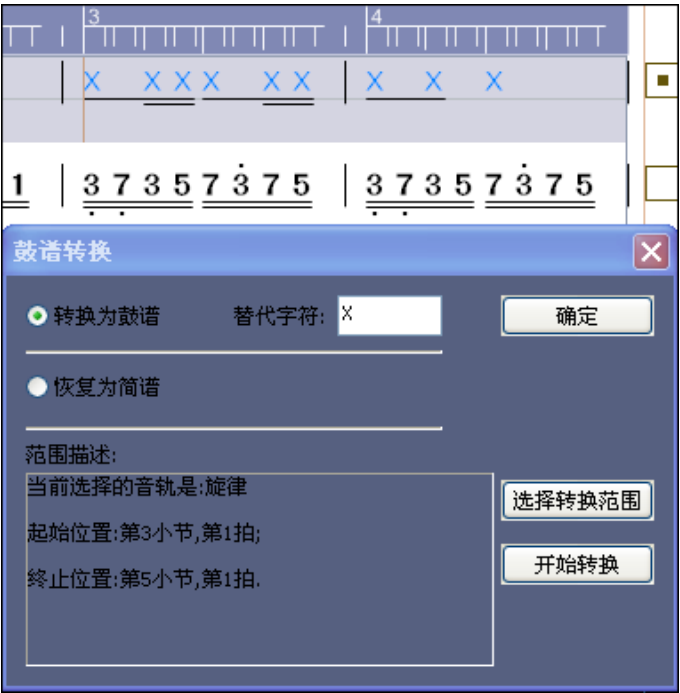 3 4
X X X X X X X X X
1 3 7 3 5 7 3 7 5 3 7 3 5 7 3 7 5
鼓谱转换
转换为鼓谱 替代字符: X 确定
恢复为简谱
范围描述:
当前选择的音轨是:旋律
选择转换范围
起始位置:第3小节,第1拍;
开始转换
终止位置:第5小节,第1拍.